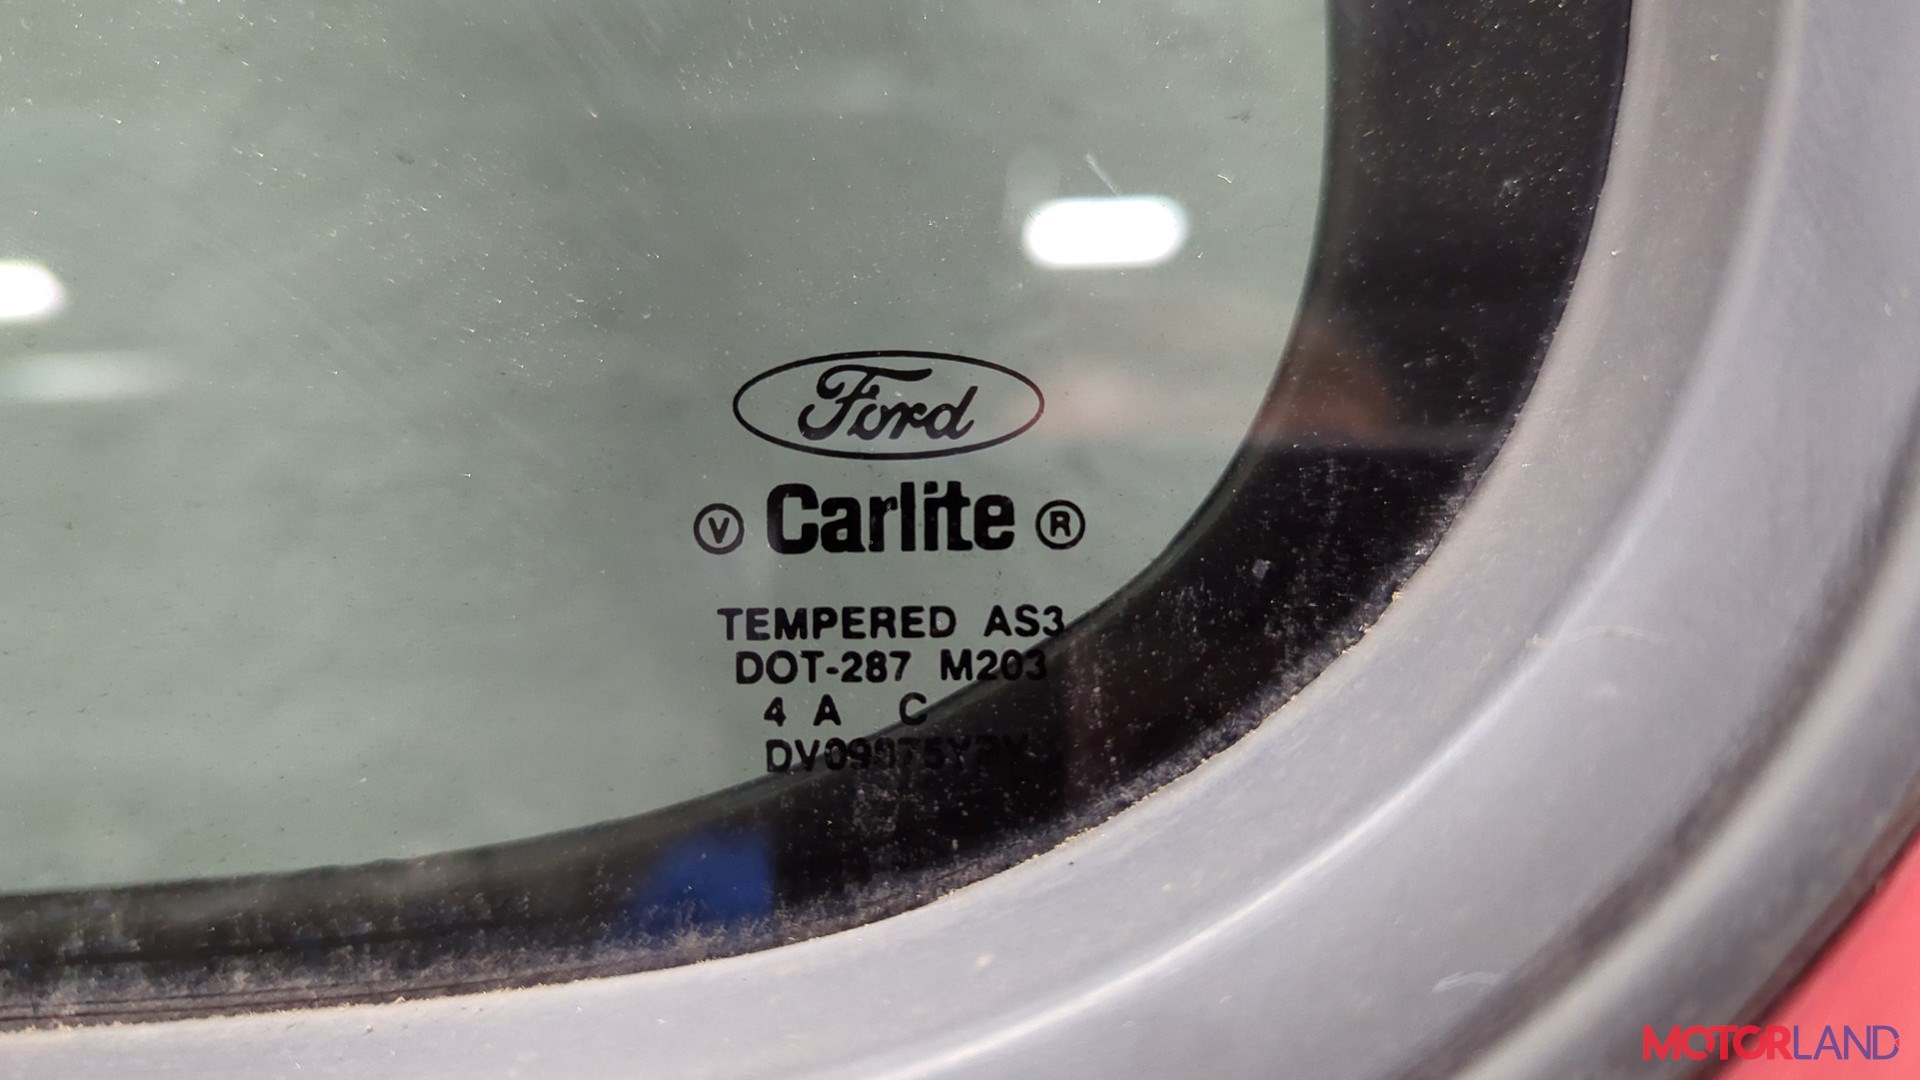 Ford
V Carlite ®
TEMPERED AS3
DOT-287 M203
4 A C
MOTORLAND